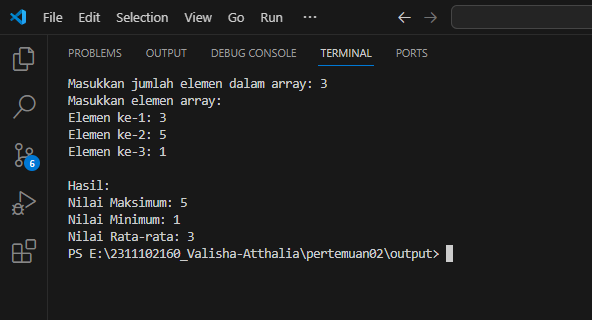 File Edit Selection View Go Run ···
PROBLEMS OUTPUT DEBUG CONSOLE TERMINAL PORTS
Masukkan jumlah elemen dalam array: 3
Masukkan elemen array:
Elemen ke-1: 3
Elemen ke-2: 5
Elemen ke-3: 1
6
Hasil:
Nilai Maksimum: 5
Nilai Minimum: 1
Nilai Rata-rata: 3
PS E:\2311102160_Valisha-Atthalia\pertemuan02\output>